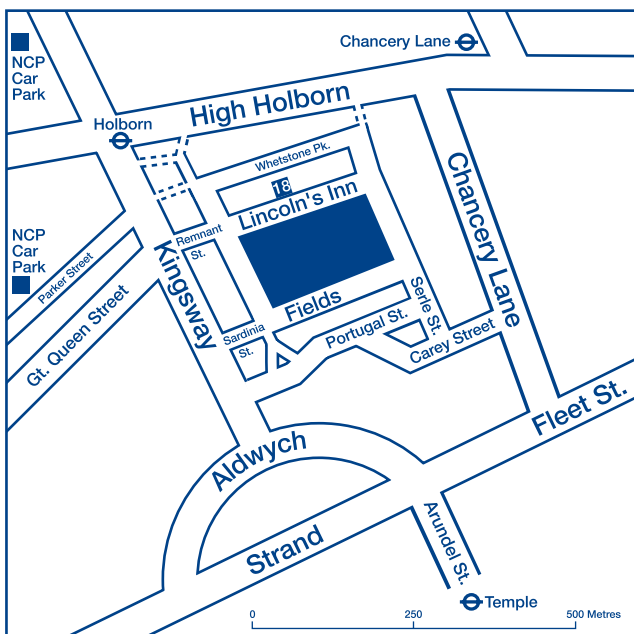 Chancery Lane
NCP
Car
Park
High Holborn
Holborn
Whetstone Pk.
18
Lincoln's Inn
Chancery Lane
Remnant
St.
NCP
Car
Park
Parker Street
Kingsway
Gt. Queen Street
Fields
Serle St.
Sardinia
St.
Portugal St.
Carey Street
Fleet St.
Aldwych
Strand
Arundel St.
Temple
0
250
500 Metres